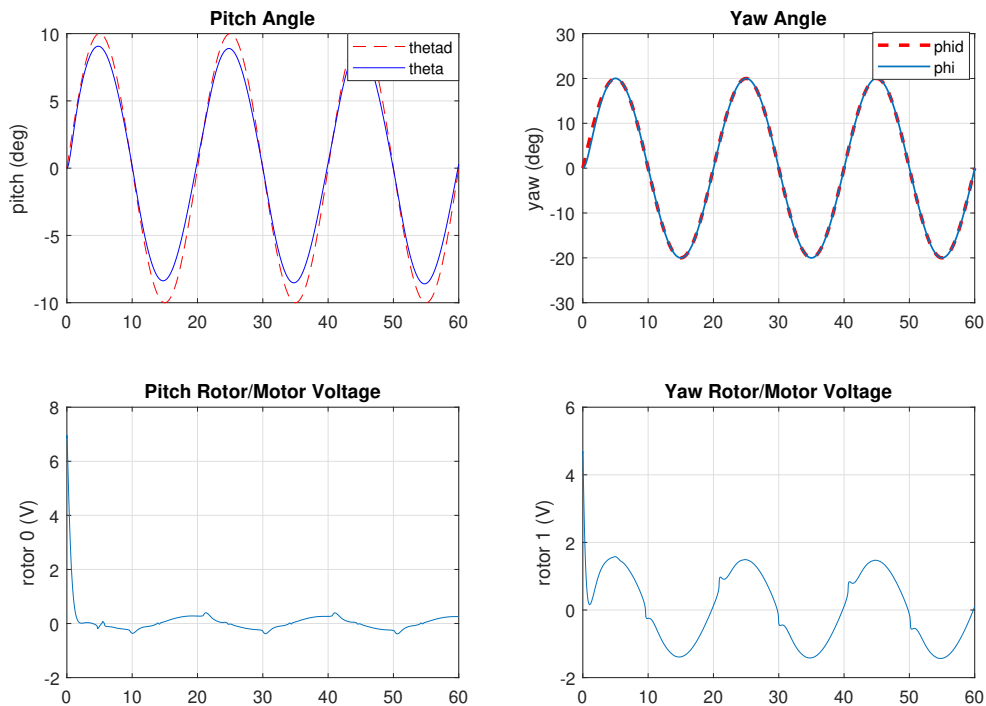 Pitch Angle
10
5
0
-5
-10
pitch (deg)
thetad
theta
0 10 20 30 40 50 60
Yaw Angle
30
20
10
0
-10
-20
-30
yaw (deg)
phid
phi
0 10 20 30 40 50 60
Pitch Rotor/Motor Voltage
8
6
4
2
0
-2
rotor 0 (V)
0 10 20 30 40 50 60
Yaw Rotor/Motor Voltage
6
4
2
0
-2
rotor 1 (V)
0 10 20 30 40 50 60